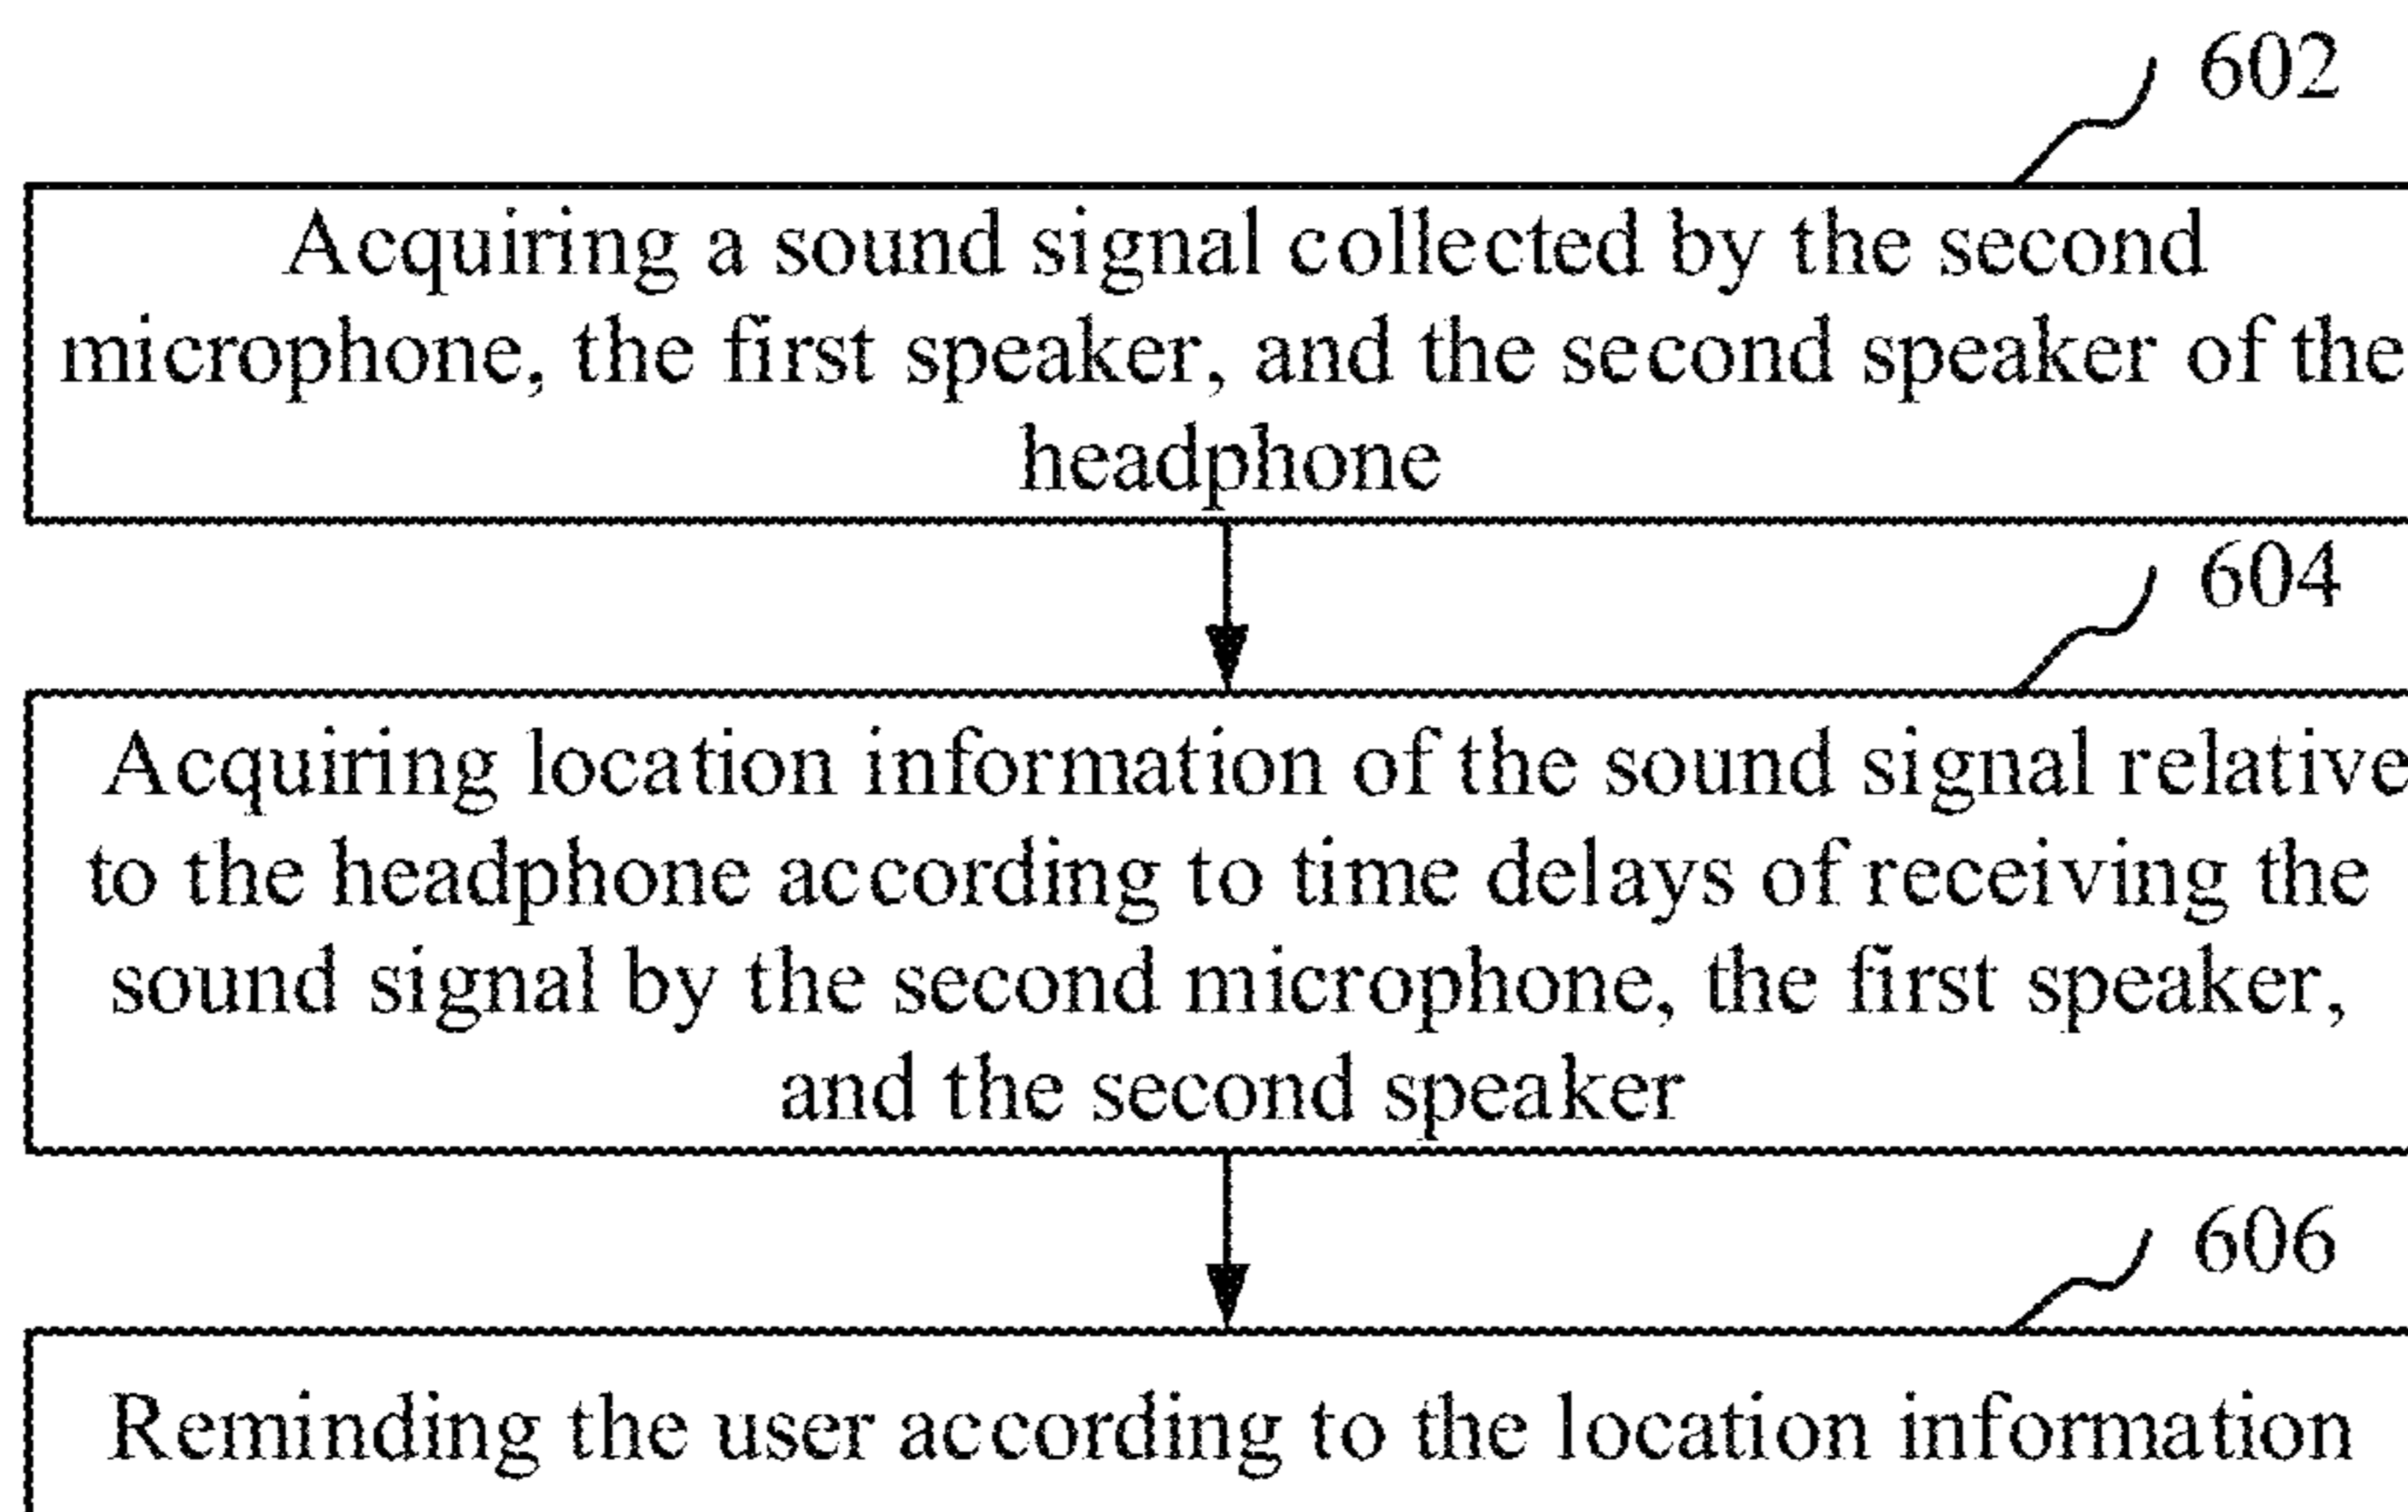 602
Acquiring a sound signal collected by the second
microphone, the first speaker, and the second speaker of the
headphone
604
Acquiring location information of the sound signal relative
to the headphone according to time delays of receiving the
sound signal by the second microphone, the first speaker,
and the second speaker
606
Reminding the user according to the location information